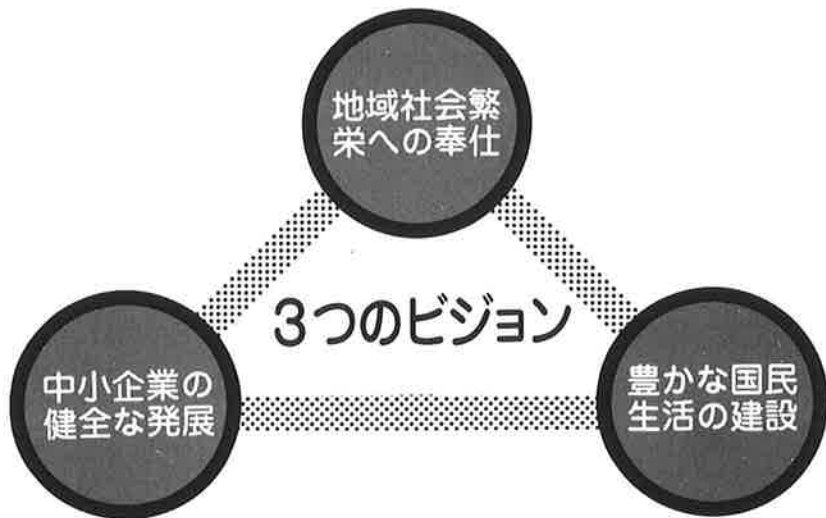 地域社会繁
栄への奉仕
3つのビジョン
中小企業の
健全な発展
豊かな国民
生活の建設